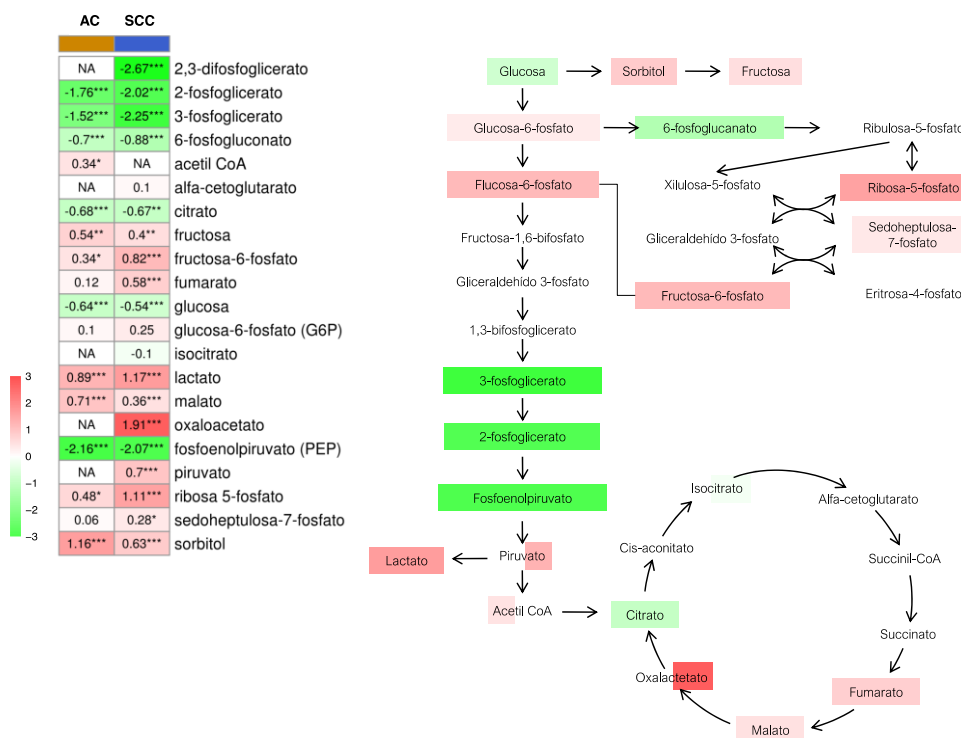 AC SCC
NA -2.67*** 2,3-difosfoglicerato
-1.76*** -2.02*** 2-fosfoglicerato
-1.52*** -2.25*** 3-fosfoglicerato
-0.7*** -0.88*** 6-fosfogluconato
0.34* NA acetil CoA
NA 0.1 alfa-cetoglutarato
-0.68*** -0.67** citrato
0.54** 0.4** fructosa
0.34* 0.82*** fructosa-6-fosfato
0.12 0.58*** fumarato
-0.64*** -0.54*** glucosa
0.1 0.25 glucosa-6-fosfato (G6P)
NA -0.1 isocitrato
0.89*** 1.17*** lactato
0.71*** 0.36*** malato
NA 1.91*** oxaloacetato
-2.16*** -2.07*** fosfoenolpiruvato (PEP)
NA 0.7*** piruvato
0.48* 1.11*** ribosa 5-fosfato
0.06 0.28* sedoheptulosa-7-fosfato
1.16*** 0.63*** sorbitol
3
2
1
0
−1
−2
−3
Glucosa Sorbitol Fructosa
Glucosa-6-fosfato 6-fosfoglucanato Ribulosa-5-fosfato
Flucosa-6-fosfato Xilulosa-5-fosfato Ribosa-5-fosfato
Sedoheptulosa-
7-fosfato
Fructosa-1,6-bifosfato Gliceraldehído 3-fosfato
Gliceraldehído 3-fosfato Fructosa-6-fosfato Eritrosa-4-fosfato
1,3-bifosfoglicerato
3-fosfoglicerato
2-fosfoglicerato
Fosfoenolpiruvato
Isocitrato Alfa-cetoglutarato
Lactato Piruvato Cis-aconitato Succinil-CoA
Acetil CoA Citrato
Succinato
Oxalactetato
Fumarato
Malato